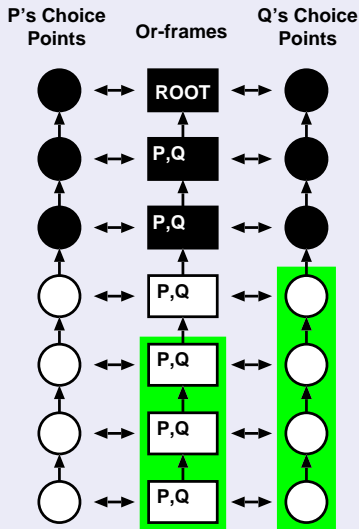 P's Choice
Points
Or-frames
Q's Choice
Points
ROOT
P,Q
P,Q
P,Q
P,Q
P,Q
P,Q